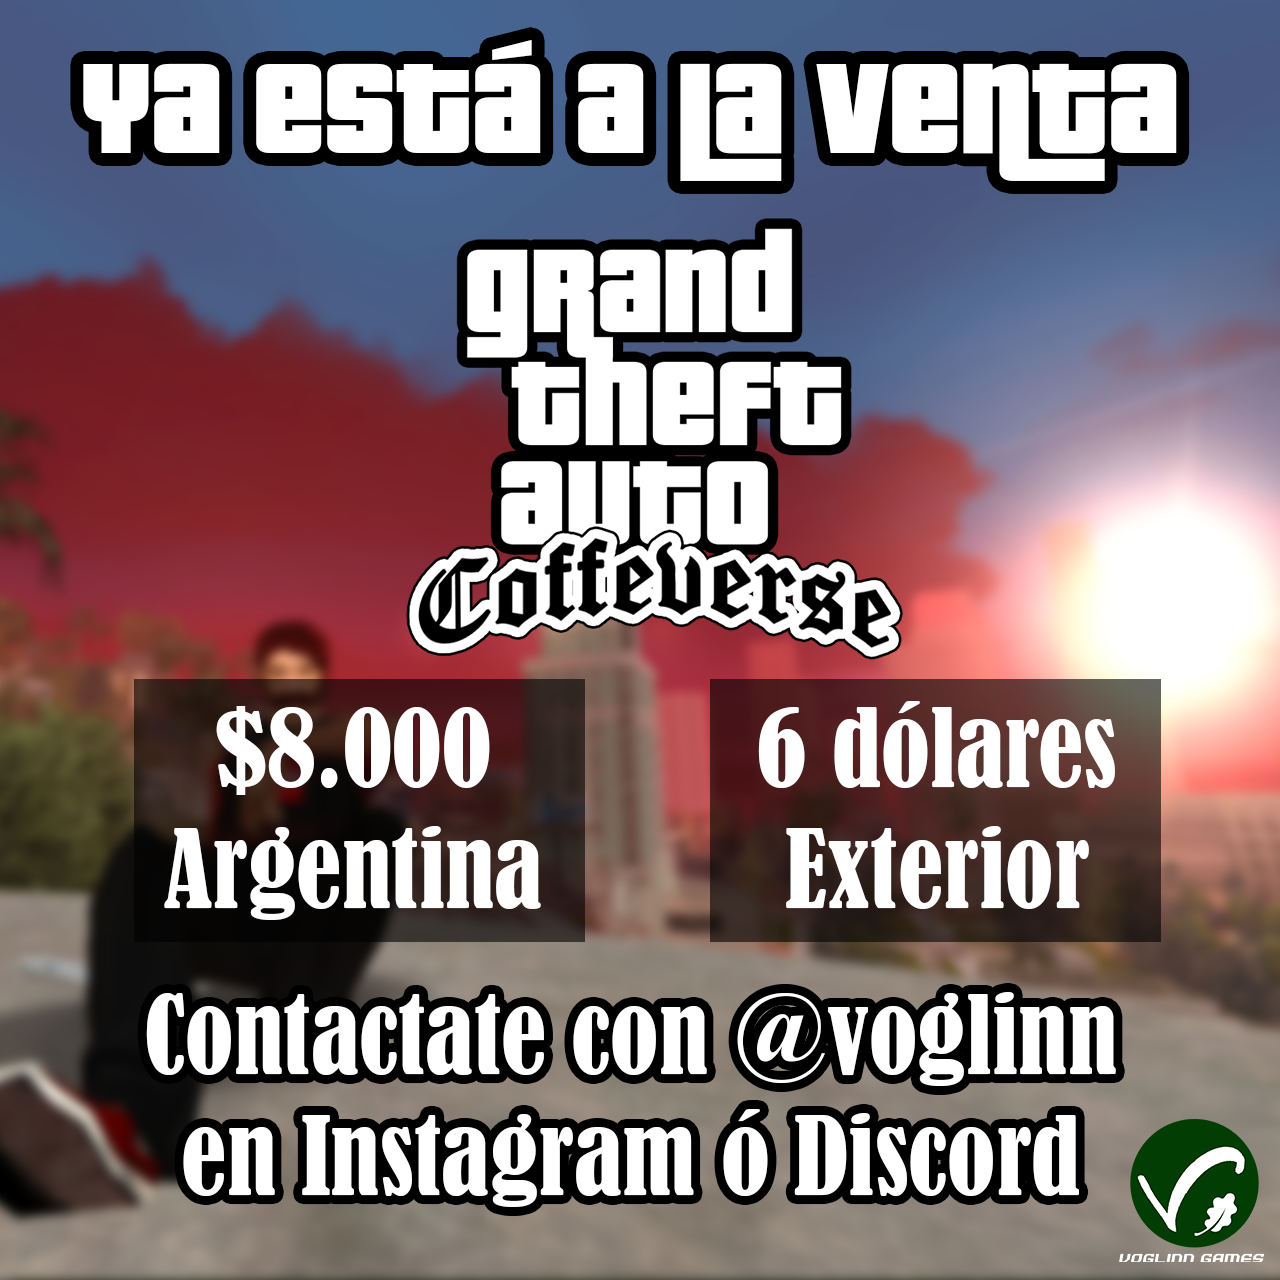 Ya está a la venta
grand
theft
auto
Coffeverse
$8.000
Argentina
6 dólares
Exterior
Contactate con @voglinn
en Instagram ó Discord
VOGLINN GAMES